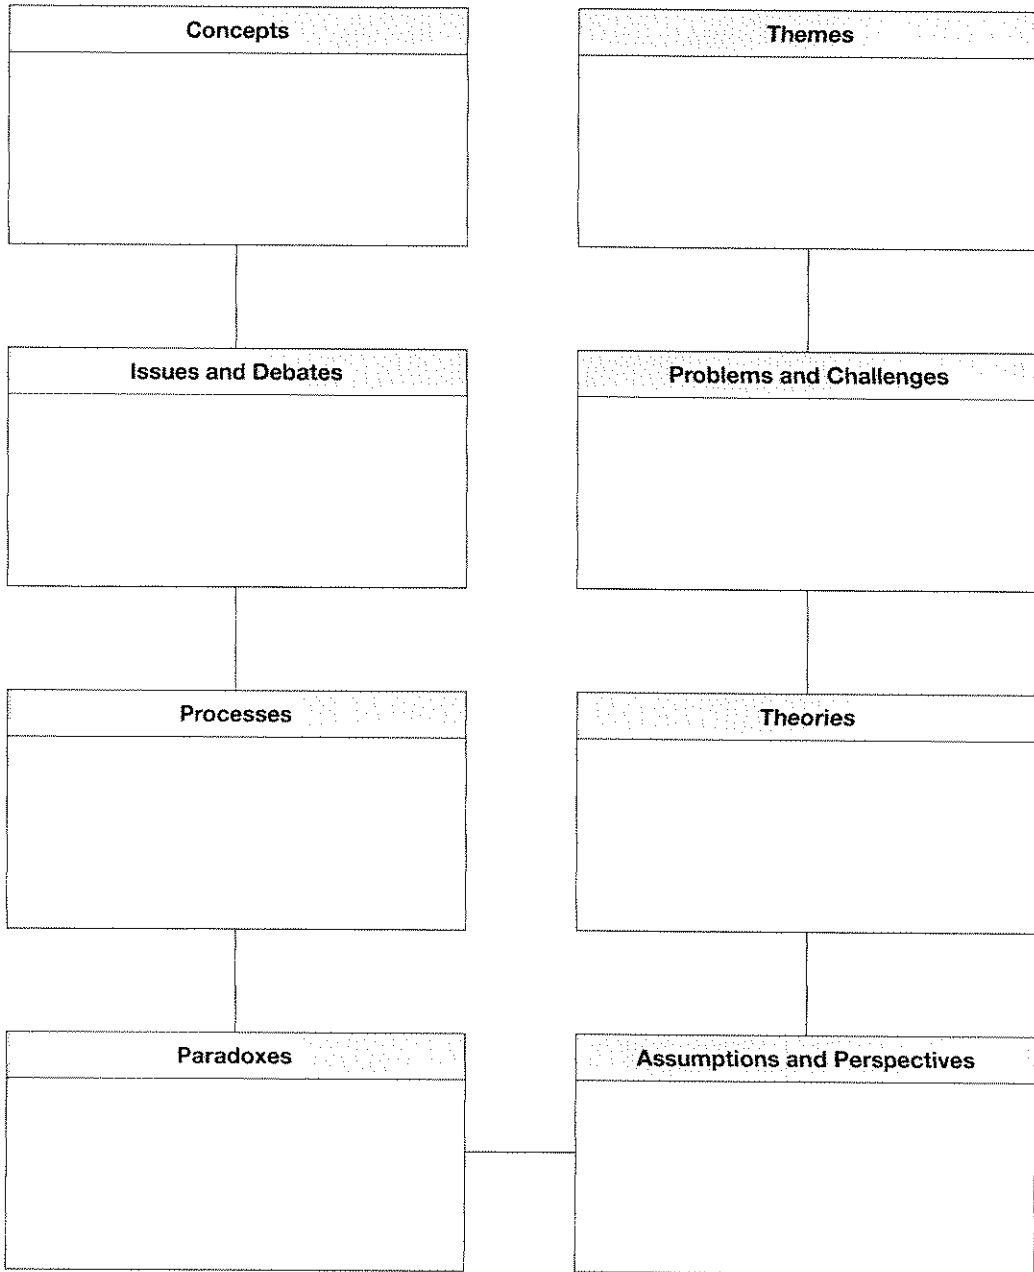 Concepts
Themes
Issues and Debates
Problems and Challenges
Processes
Theories
Paradoxes
Assumptions and Perspectives